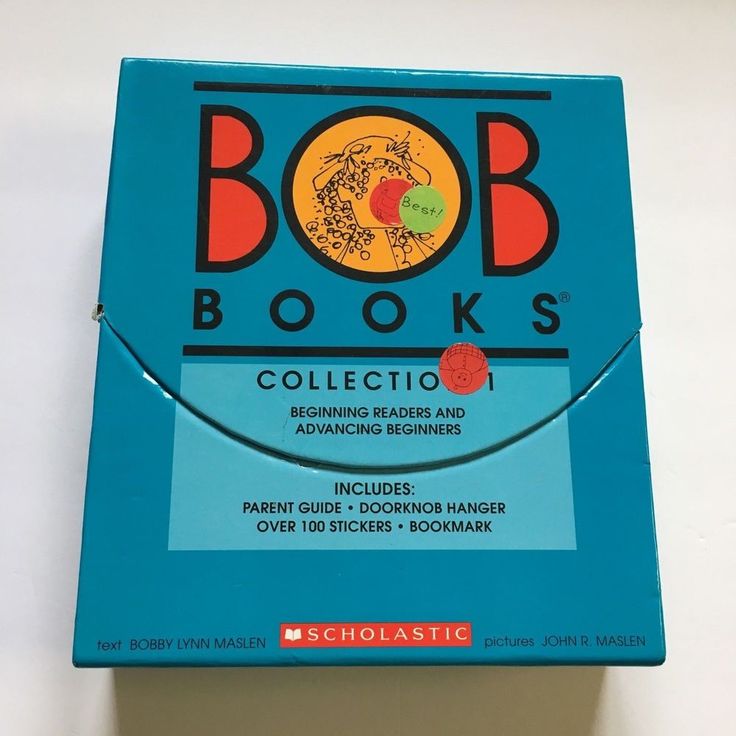 BOB
Best!
BOOKS®
COLLECTIO 1
BEGINNING READERS AND
ADVANCING BEGINNERS
INCLUDES:
PARENT GUIDE • DOORKNOB HANGER
OVER 100 STICKERS • BOOKMARK
text BOBBY LYNN MASLEN
SCHOLASTIC
pictures JOHN R. MASLEN